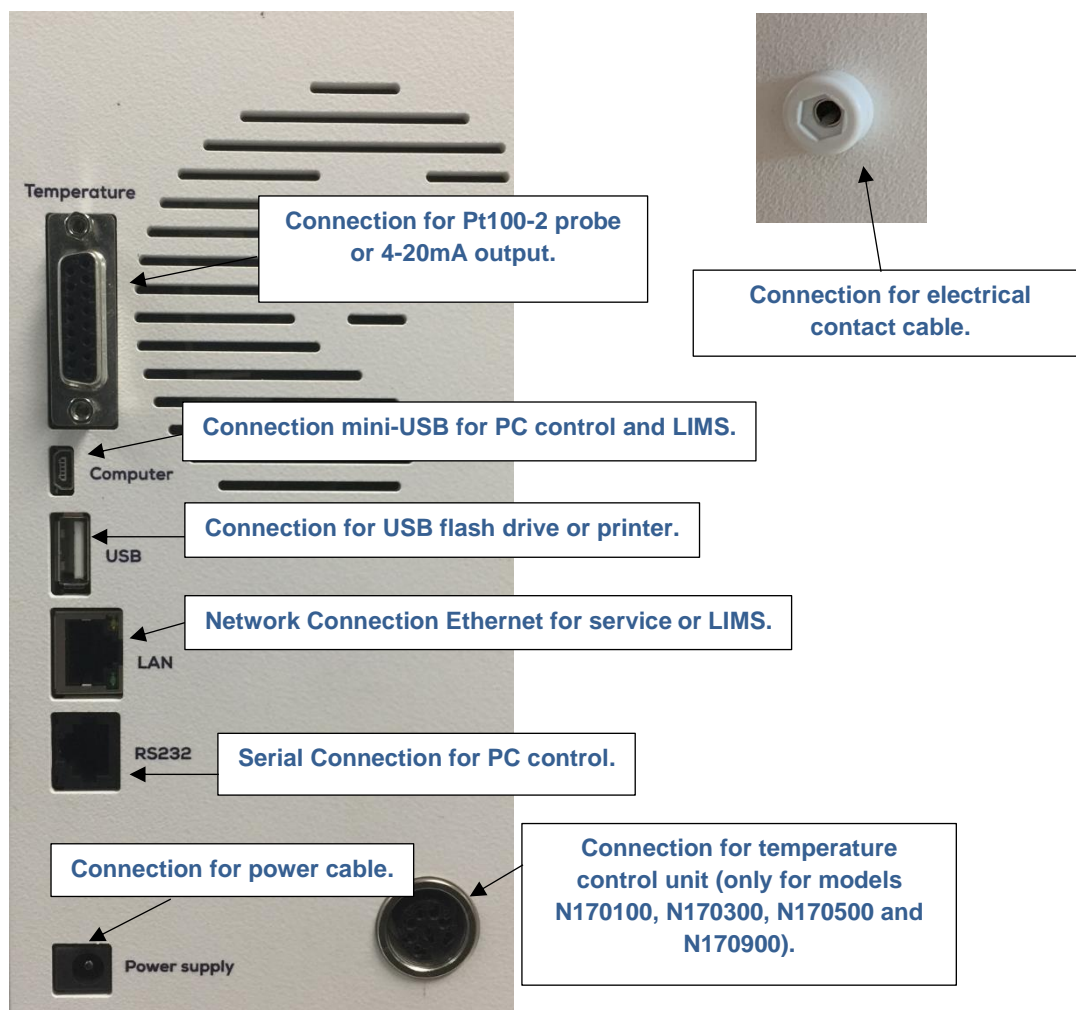 Temperature
Connection for Pt100-2 probe
or 4-20mA output.
Connection for electrical
contact cable.
Connection mini-USB for PC control and LIMS.
Computer
Connection for USB flash drive or printer.
USB
Network Connection Ethernet for service or LIMS.
LAN
RS232
Serial Connection for PC control.
Connection for temperature
control unit (only for models
N170100, N170300, N170500 and
N170900).
Connection for power cable.
Power supply